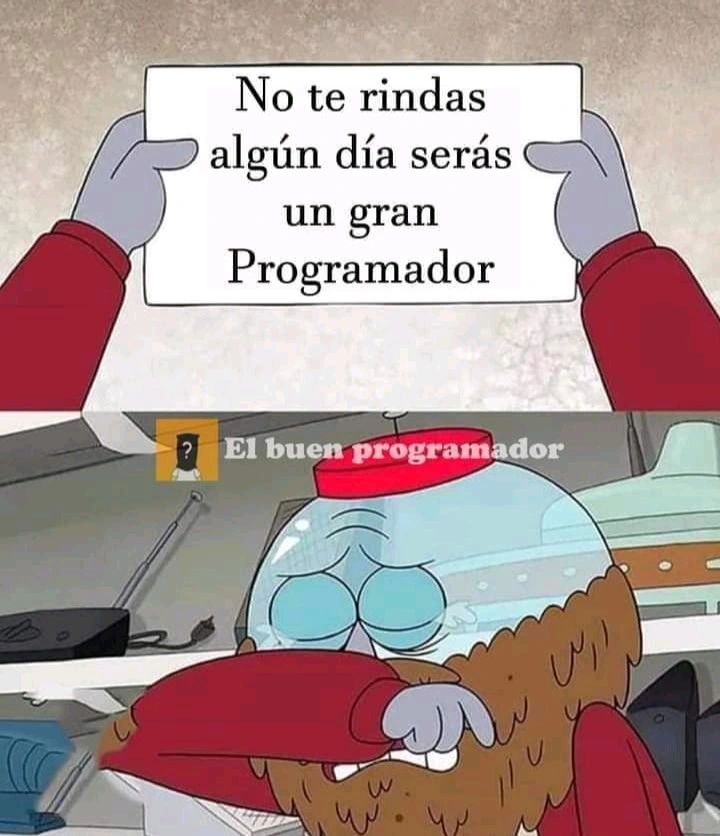 No te rindas
algún día serás
un gran
Programador
?
El buen programador